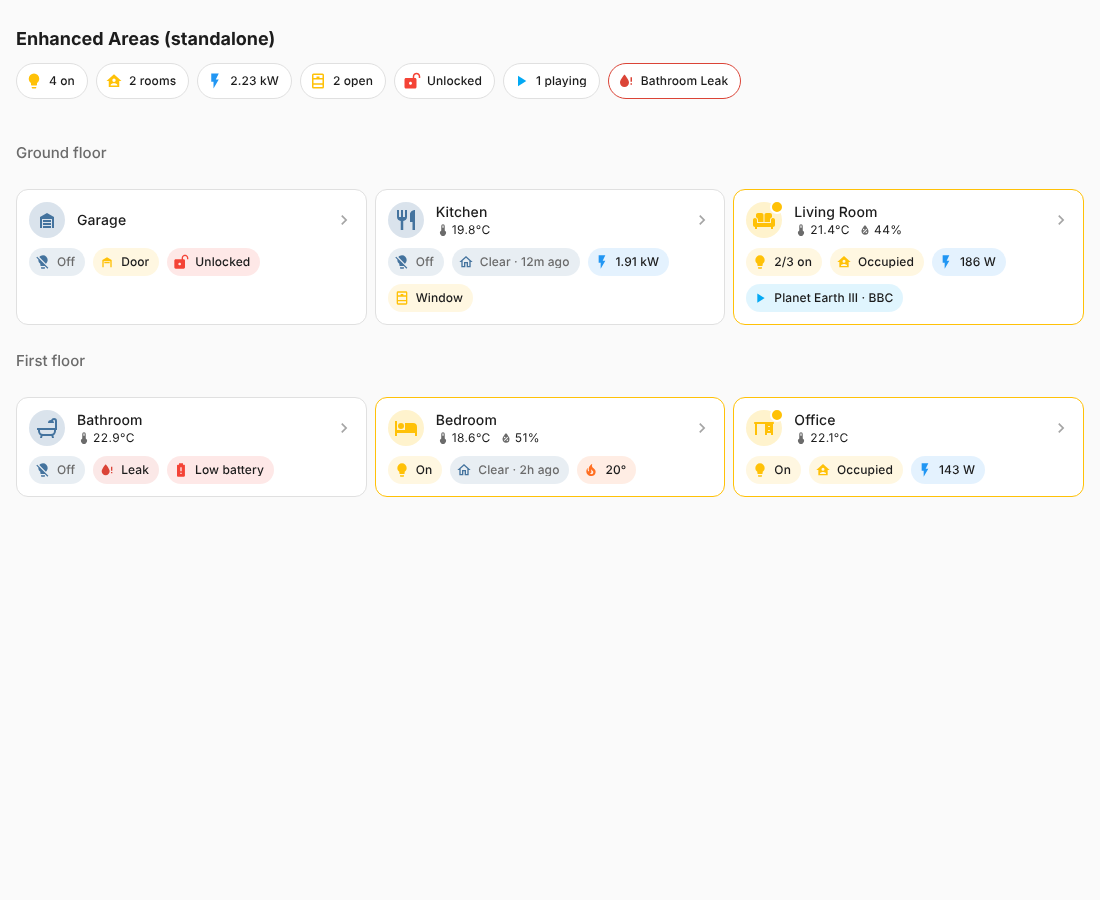 Enhanced Areas (standalone)
4 on
2 rooms
2.23 kW
2 open
Unlocked
1 playing
Bathroom Leak
Ground floor
Garage
Off
Door
Unlocked
Kitchen
19.8°C
Off
Clear · 12m ago
1.91 kW
Window
Living Room
21.4°C
44%
2/3 on
Occupied
186 W
Planet Earth III · BBC
First floor
Bathroom
22.9°C
Off
Leak
Low battery
Bedroom
18.6°C
51%
On
Clear · 2h ago
20°
Office
22.1°C
On
Occupied
143 W